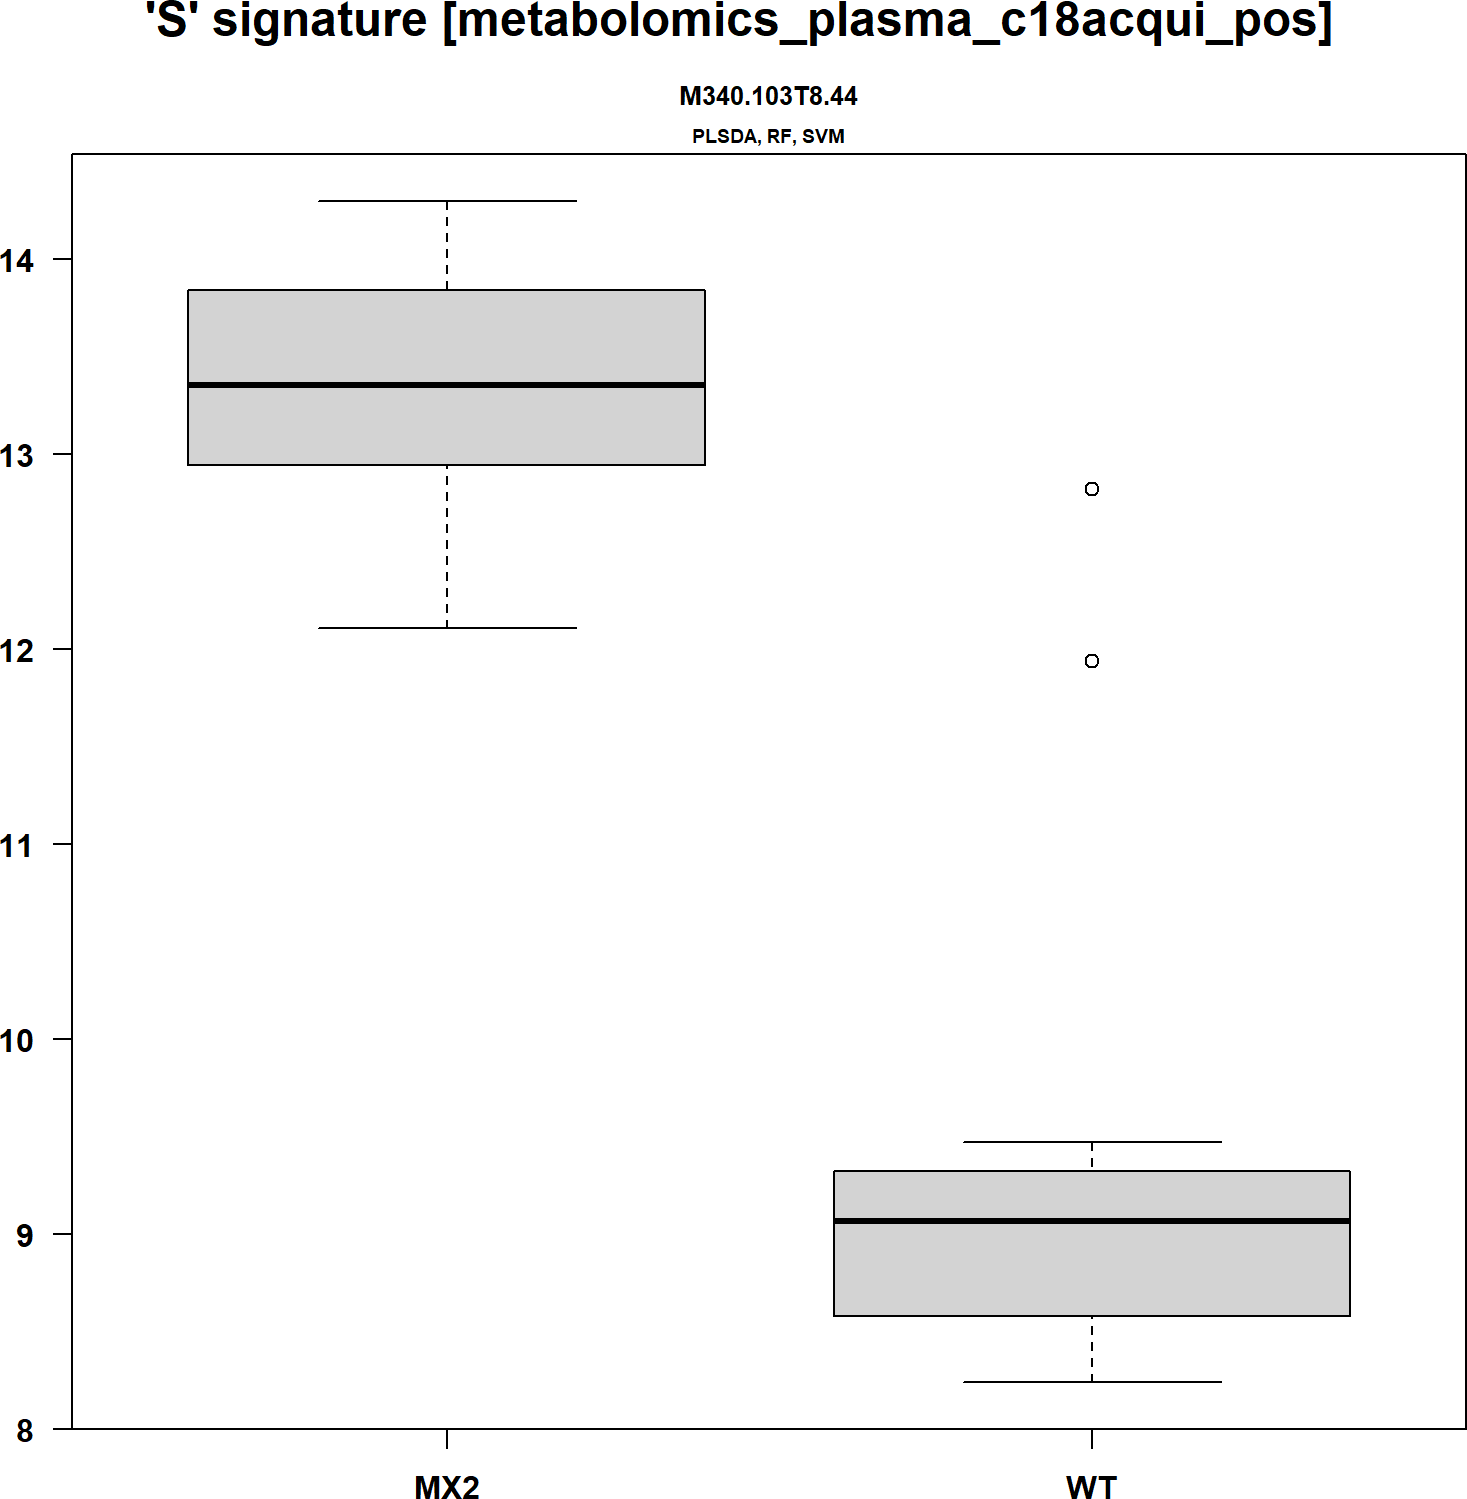 'S' signature [metabolomics_plasma_c18acqui_pos]
M340.103T8.44
PLSDA, RF, SVM
14
13
12
11
10
9
8
MX2
WT